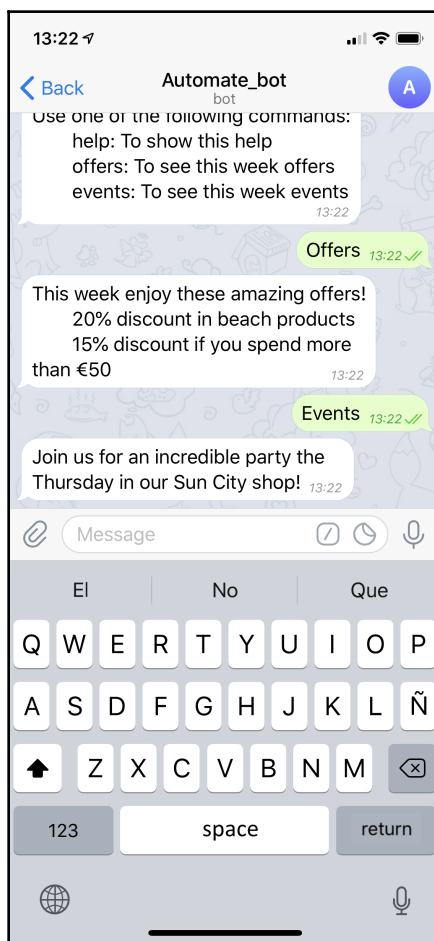 13:22
Back
Automate_bot
bot
A
Use one of the following commands:
help: To show this help
offers: To see this week offers
events: To see this week events
13:22
Offers 13:22
This week enjoy these amazing offers!
20% discount in beach products
15% discount if you spend more
than €50
13:22
Events 13:22
Join us for an incredible party the
Thursday in our Sun City shop! 13:22
Message
El No Que
Q W E R T Y U I O P
A S D F G H J K L Ñ
Z X C V B N M
123 space return